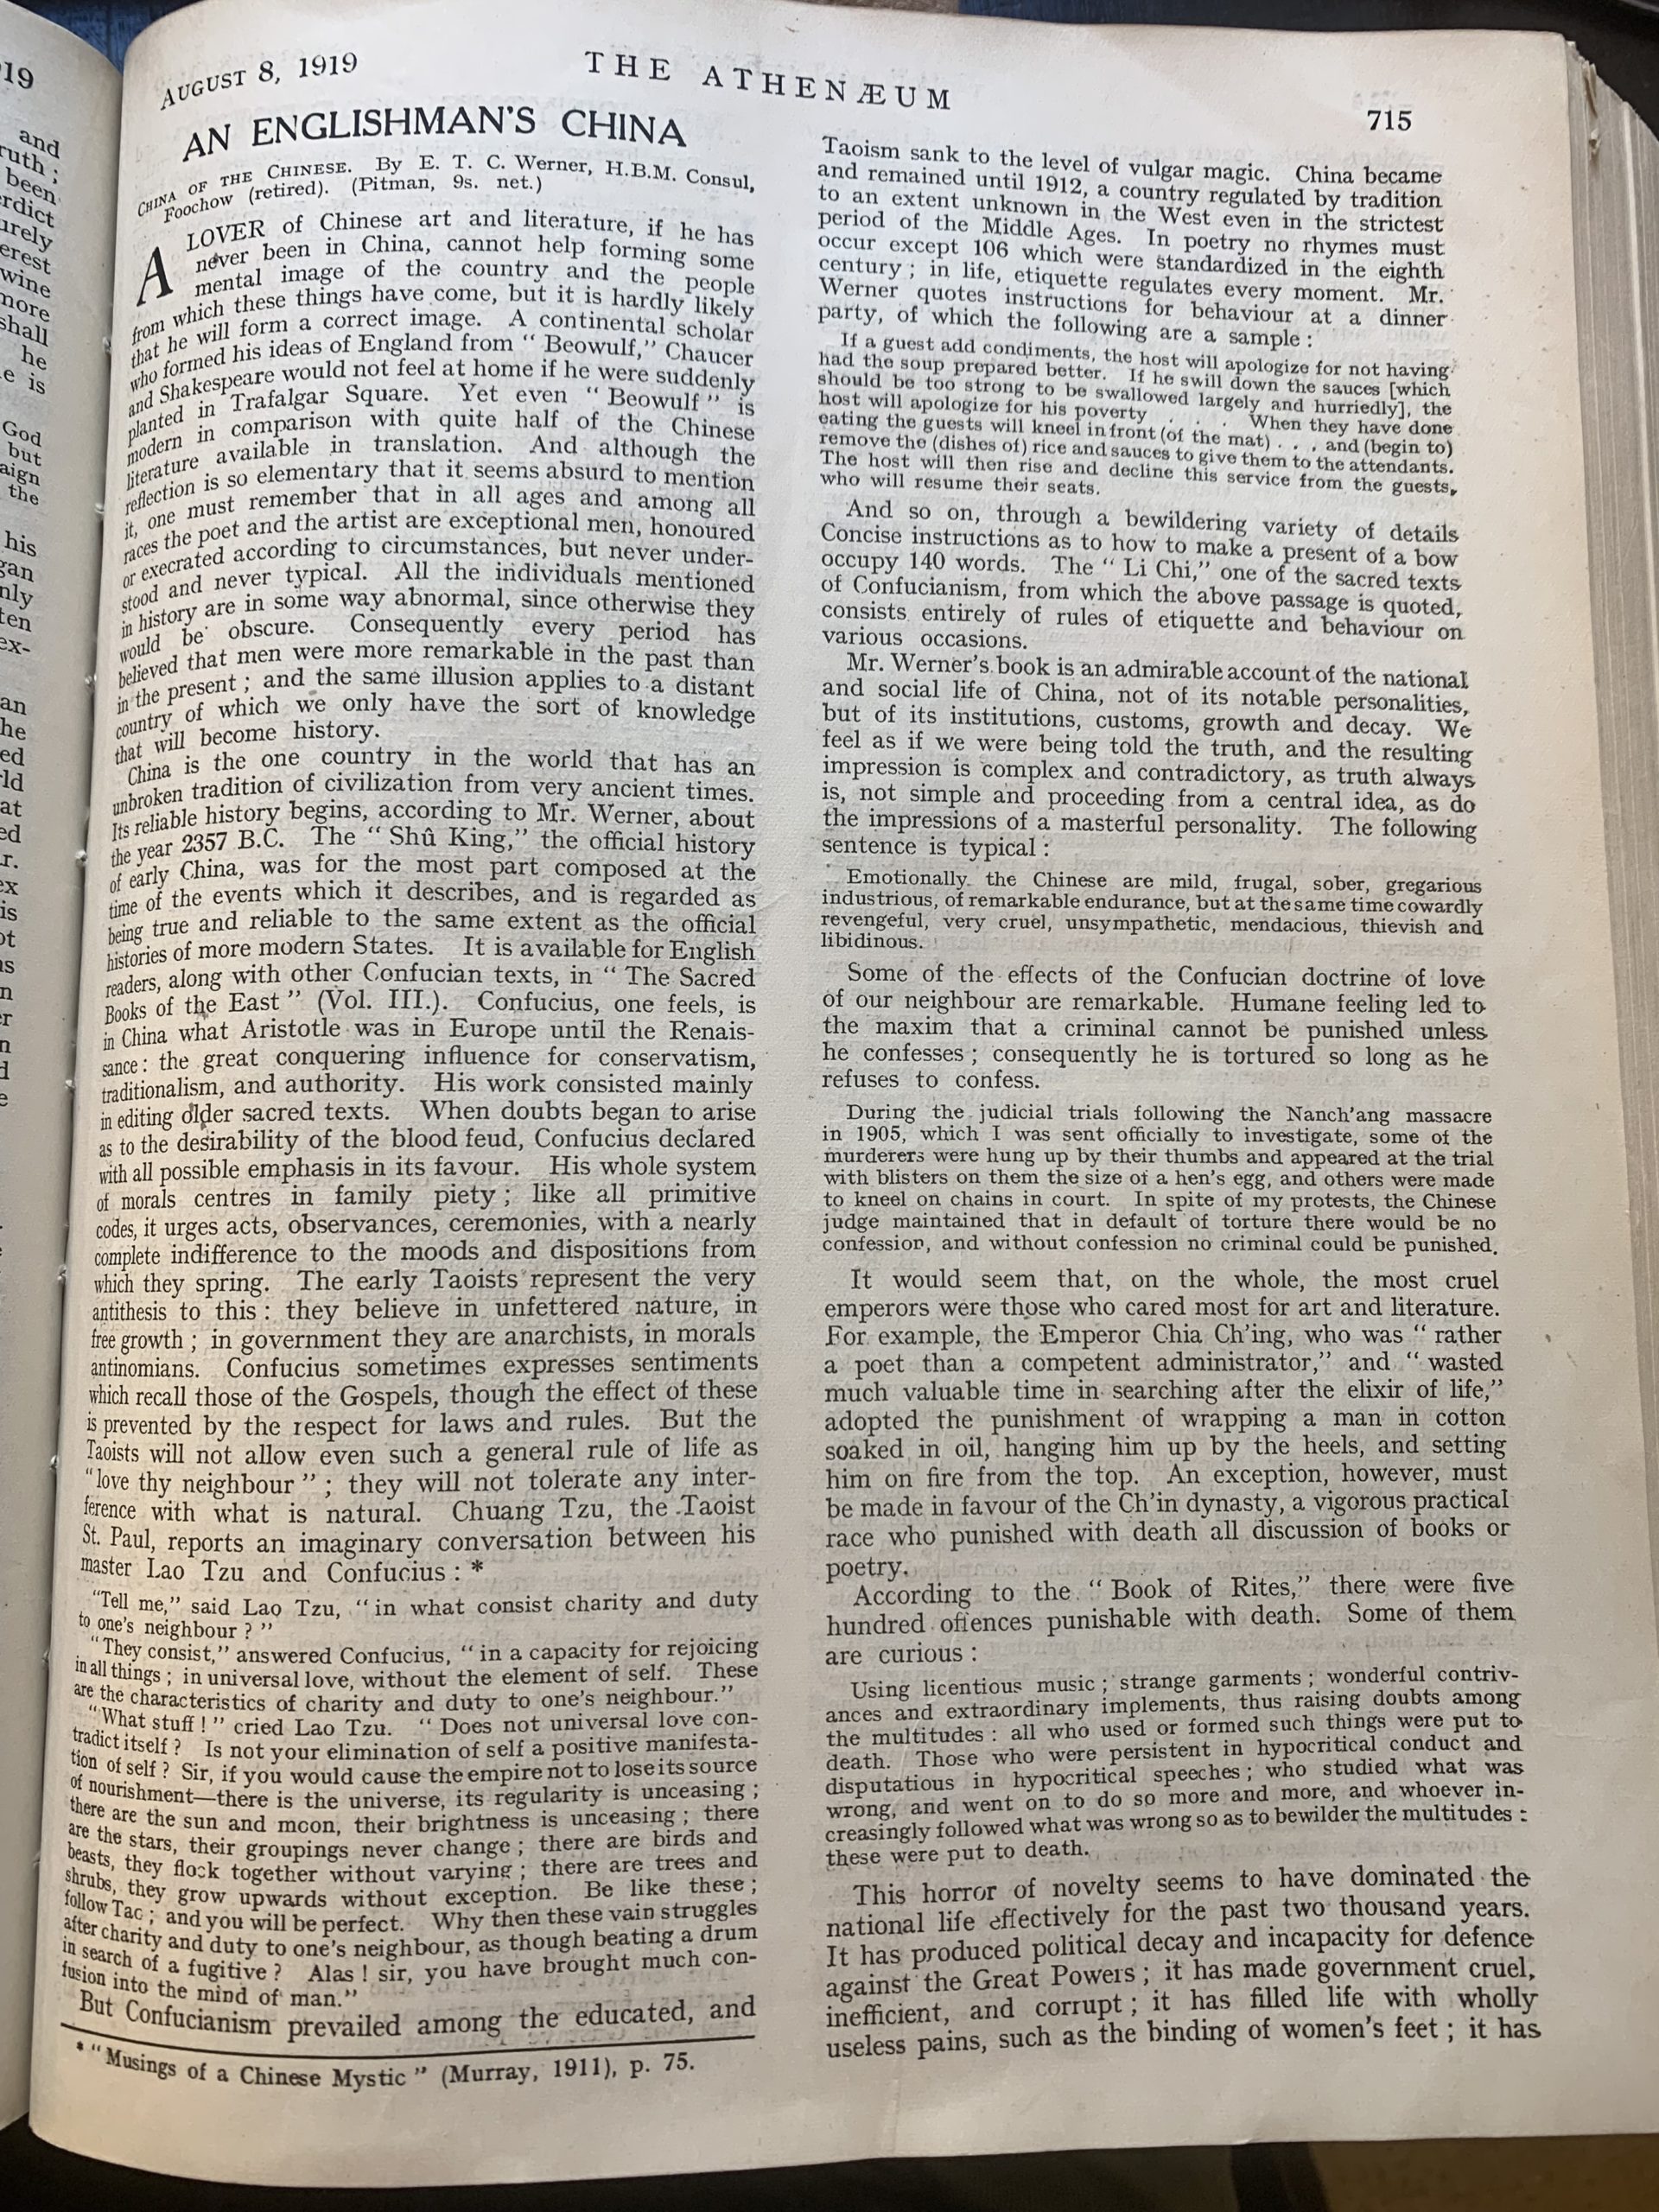 AUGUST 8, 1919
THE ATHENÆUM
715
AN ENGLISHMAN'S CHINA
CHINA OF THE CHINESE. By E. T. C. Werner, H.B.M. Consul,
Foochow (retired). (Pitman, 9s. net.)
A LOVER of Chinese art and literature, if he has
never been in China, cannot help forming some
mental image of the country and the people
from which these things have come, but it is hardly likely
that he will form a correct image. A continental scholar
who formed his ideas of England from "Beowulf," Chaucer
and Shakespeare would not feel at home if he were suddenly
planted in Trafalgar Square. Yet even "Beowulf" is
modern in comparison with quite half of the Chinese
literature available in translation. And although the
reflection is so elementary that it seems absurd to mention
it, one must remember that in all ages and among all
races the poet and the artist are exceptional men, honoured
or execrated according to circumstances, but never under-
stood and never typical. All the individuals mentioned
in history are in some way abnormal, since otherwise they
would be obscure. Consequently every period has
believed that men were more remarkable in the past than
in the present; and the same illusion applies to a distant
country of which we only have the sort of knowledge
that will become history.
China is the one country in the world that has an
unbroken tradition of civilization from very ancient times.
Its reliable history begins, according to Mr. Werner, about
the year 2357 B.C. The "Shû King," the official history
of early China, was for the most part composed at the
time of the events which it describes, and is regarded as
being true and reliable to the same extent as the official
histories of more modern States. It is available for English
readers, along with other Confucian texts, in "The Sacred
Books of the East" (Vol. III.). Confucius, one feels, is
in China what Aristotle was in Europe until the Renais-
sance: the great conquering influence for conservatism,
traditionalism, and authority. His work consisted mainly
in editing older sacred texts. When doubts began to arise
as to the desirability of the blood feud, Confucius declared
with all possible emphasis in its favour. His whole system
of morals centres in family piety; like all primitive
codes, it urges acts, observances, ceremonies, with a nearly
complete indifference to the moods and dispositions from
which they spring. The early Taoists represent the very
antithesis to this: they believe in unfettered nature, in
free growth; in government they are anarchists, in morals
antinomians. Confucius sometimes expresses sentiments
which recall those of the Gospels, though the effect of these
is prevented by the respect for laws and rules. But the
Taoists will not allow even such a general rule of life as
"love thy neighbour"; they will not tolerate any inter-
ference with what is natural. Chuang Tzu, the Taoist
St. Paul, reports an imaginary conversation between his
master Lao Tzu and Confucius: *
"Tell me," said Lao Tzu, "in what consist charity and duty
to one's neighbour?"
"They consist," answered Confucius, "in a capacity for rejoicing
in all things; in universal love, without the element of self. These
are the characteristics of charity and duty to one's neighbour."
"What stuff!" cried Lao Tzu. "Does not universal love con-
tradict itself? Is not your elimination of self a positive manifesta-
tion of self? Sir, if you would cause the empire not to lose its source
of nourishment—there is the universe, its regularity is unceasing;
there are the sun and moon, their brightness is unceasing; there
are the stars, their groupings never change; there are birds and
beasts, they flock together without varying; there are trees and
shrubs, they grow upwards without exception. Be like these;
follow Tao; and you will be perfect. Why then these vain struggles
after charity and duty to one's neighbour, as though beating a drum
in search of a fugitive? Alas! sir, you have brought much con-
fusion into the mind of man."
But Confucianism prevailed among the educated, and
* "Musings of a Chinese Mystic" (Murray, 1911), p. 75.
Taoism sank to the level of vulgar magic. China became
and remained until 1912, a country regulated by tradition
to an extent unknown in the West even in the strictest
period of the Middle Ages. In poetry no rhymes must
occur except 106 which were standardized in the eighth
century; in life, etiquette regulates every moment. Mr.
Werner quotes instructions for behaviour at a dinner
party, of which the following are a sample:
If a guest add condiments, the host will apologize for not having
had the soup prepared better. If he swill down the sauces [which
should be too strong to be swallowed largely and hurriedly], the
host will apologize for his poverty . . . When they have done
eating the guests will kneel in front (of the mat) . . . and (begin to)
remove the (dishes of) rice and sauces to give them to the attendants.
The host will then rise and decline this service from the guests,
who will resume their seats.
And so on, through a bewildering variety of details
Concise instructions as to how to make a present of a bow
occupy 140 words. The "Li Chi," one of the sacred texts
of Confucianism, from which the above passage is quoted,
consists entirely of rules of etiquette and behaviour on
various occasions.
Mr. Werner's book is an admirable account of the national
and social life of China, not of its notable personalities,
but of its institutions, customs, growth and decay. We
feel as if we were being told the truth, and the resulting
impression is complex and contradictory, as truth always
is, not simple and proceeding from a central idea, as do
the impressions of a masterful personality. The following
sentence is typical:
Emotionally the Chinese are mild, frugal, sober, gregarious
industrious, of remarkable endurance, but at the same time cowardly
revengeful, very cruel, unsympathetic, mendacious, thievish and
libidinous.
Some of the effects of the Confucian doctrine of love
of our neighbour are remarkable. Humane feeling led to
the maxim that a criminal cannot be punished unless
he confesses; consequently he is tortured so long as he
refuses to confess.
During the judicial trials following the Nanch'ang massacre
in 1905, which I was sent officially to investigate, some of the
murderers were hung up by their thumbs and appeared at the trial
with blisters on them the size of a hen's egg, and others were made
to kneel on chains in court. In spite of my protests, the Chinese
judge maintained that in default of torture there would be no
confession, and without confession no criminal could be punished.
It would seem that, on the whole, the most cruel
emperors were those who cared most for art and literature.
For example, the Emperor Chia Ch'ing, who was "rather
a poet than a competent administrator," and "wasted
much valuable time in searching after the elixir of life,"
adopted the punishment of wrapping a man in cotton
soaked in oil, hanging him up by the heels, and setting
him on fire from the top. An exception, however, must
be made in favour of the Ch'in dynasty, a vigorous practical
race who punished with death all discussion of books or
poetry.
According to the "Book of Rites," there were five
hundred offences punishable with death. Some of them
are curious:
Using licentious music; strange garments; wonderful contriv-
ances and extraordinary implements, thus raising doubts among
the multitudes: all who used or formed such things were put to
death. Those who were persistent in hypocritical conduct and
disputatious in hypocritical speeches; who studied what was
wrong, and went on to do so more and more, and whoever in-
creasingly followed what was wrong so as to bewilder the multitudes:
these were put to death.
This horror of novelty seems to have dominated the
national life effectively for the past two thousand years.
It has produced political decay and incapacity for defence
against the Great Powers; it has made government cruel,
inefficient, and corrupt; it has filled life with wholly
useless pains, such as the binding of women's feet; it has